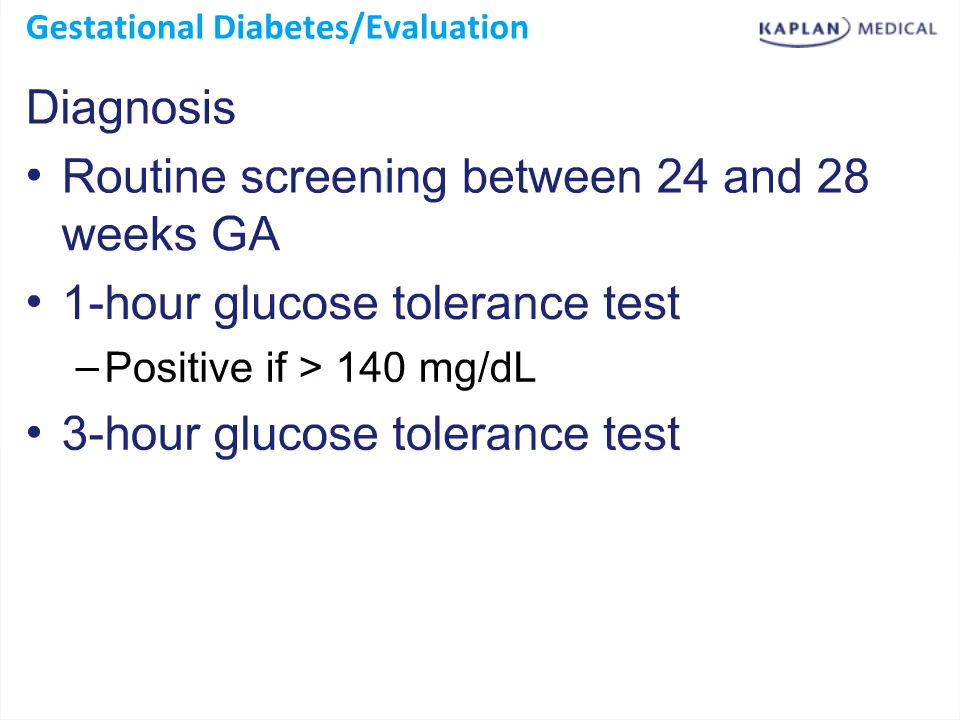 Gestational Diabetes/Evaluation
KAPLAN MEDICAL
Diagnosis
• Routine screening between 24 and 28
weeks GA
• 1-hour glucose tolerance test
–Positive if > 140 mg/dL
• 3-hour glucose tolerance test